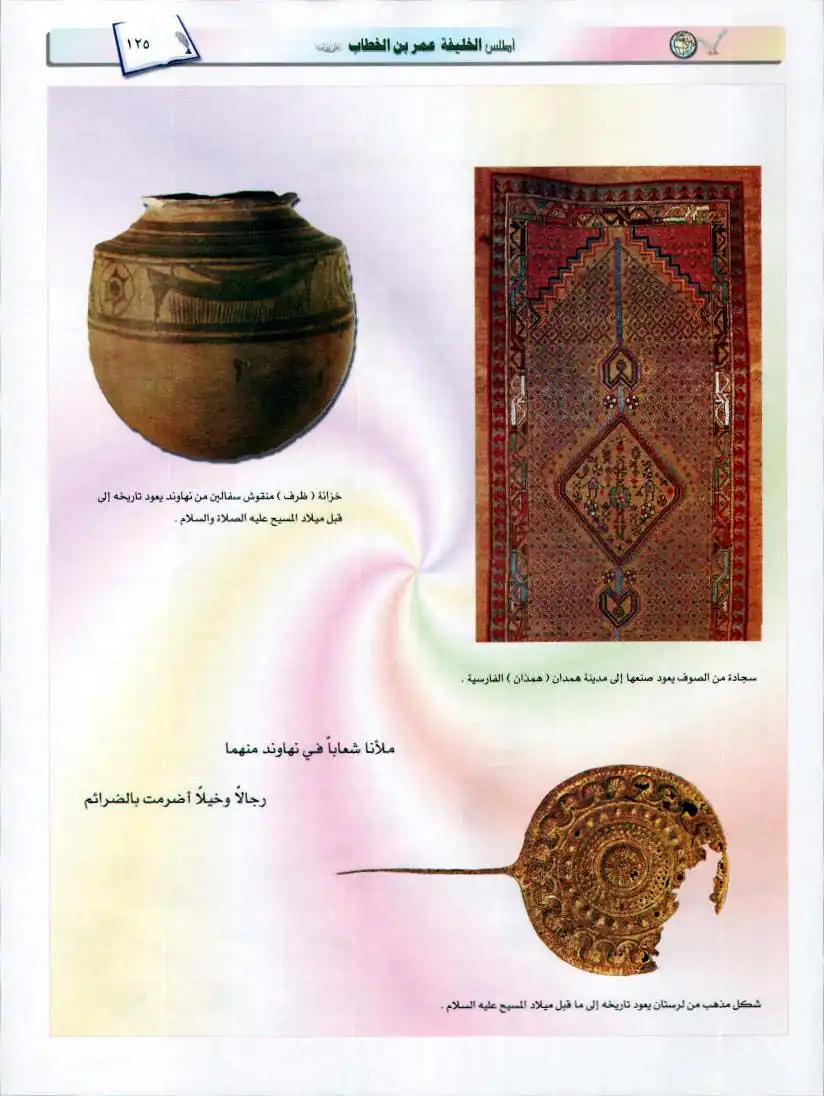 أطلس الخليفة عمر بن الخطاب
١٢٥
خزانة ( ظرف ) منقوش سفالين من نهاوند يعود تاريخه إلى
قبل ميلاد المسيح عليه الصلاة والسلام .
سجادة من الصوف يعود صنعها إلى مدينة همدان ( همذان ) الفارسية .
ملأنا شعاباً في نهاوند منهما
رجالاً وخيلاً أضرمت بالضرائم
شكل مذهب من لرستان يعود تاريخه إلى ما قبل ميلاد المسيح عليه السلام .